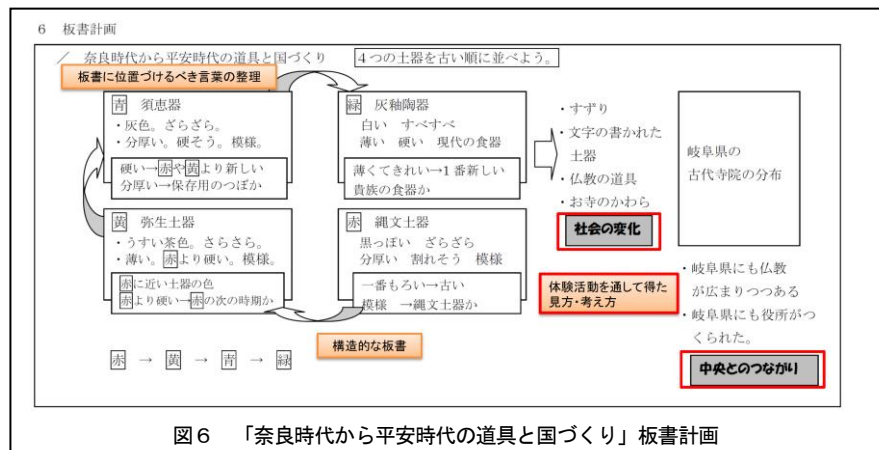 6 板書計画
／ 奈良時代から平安時代の道具と国づくり 4つの土器を古い順に並べよう。
板書に位置づけるべき言葉の整理
青 須恵器
・灰色。ざらざら。
・分厚い。硬そう。模様。
硬い→赤や黄より新しい
分厚い→保存用のつぼか
緑 灰釉陶器
白い すべすべ
薄い 硬い 現代の食器
薄くてきれい→1番新しい
貴族の食器か
・すずり
・文字の書かれた
土器
・仏教の道具
・お寺のかわら
社会の変化
岐阜県の
古代寺院の分布
黄 弥生土器
・うすい茶色。さらさら。
・薄い。赤より硬い。模様。
赤に近い土器の色
赤より硬い→赤の次の時期か
赤 縄文土器
黒っぽい ざらざら
分厚い 割れそう 模様
一番もろい→古い
模様 →縄文土器か
体験活動を通して得た
見方・考え方
・岐阜県にも仏教
が広まりつつある
・岐阜県にも役所がつ
くられた。
中央とのつながり
構造的な板書
赤 → 黄 → 青 → 緑
図6 「奈良時代から平安時代の道具と国づくり」板書計画